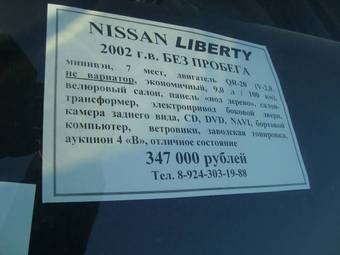 NISSAN LIBERTY
2002 г.в. БЕЗ ПРОБЕГА
минивэн, 7 мест, двигатель QR-20 (V-2,0,
не вариатор, экономичный, 9,0 л / 100 км),
велюровый салон, панель «под дерево», салон-
трансформер, электропривод боковой двери,
камера заднего вида, CD, DVD, NAVI, бортовой
компьютер, ветровики, заводская тонировка,
аукцион 4 «В», отличное состояние
347 000 рублей
Тел. 8-924-303-19-88